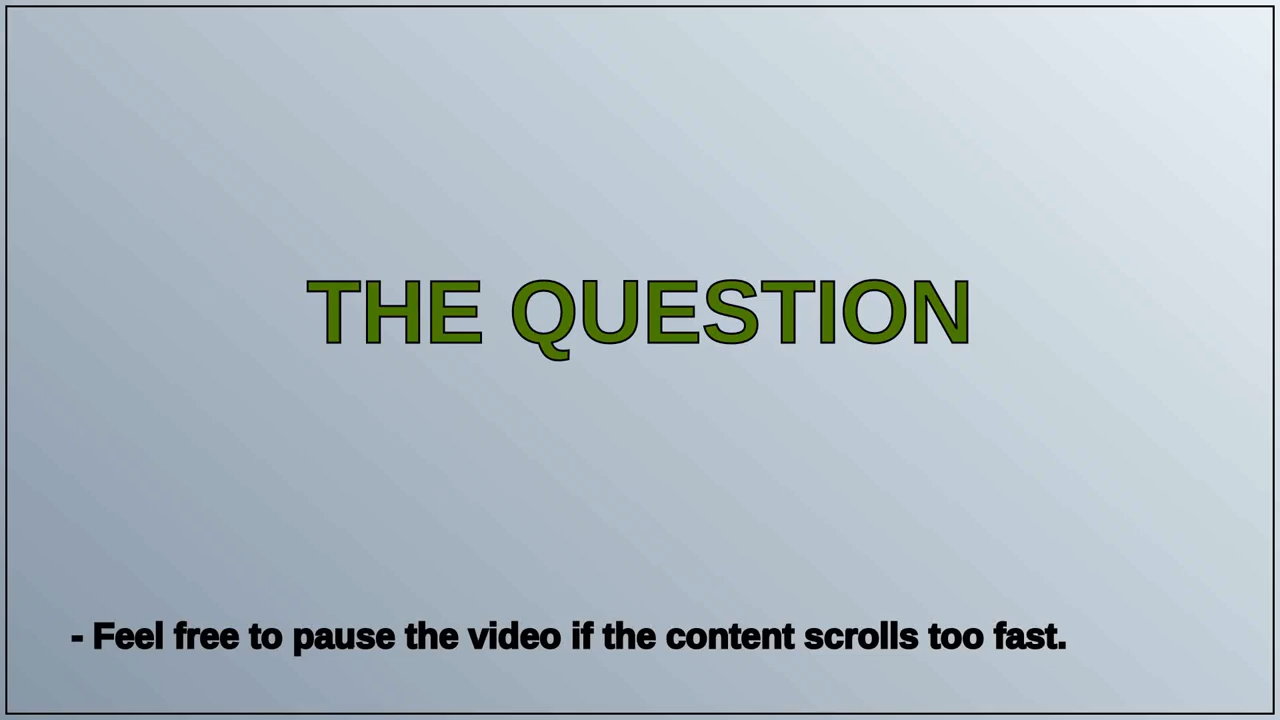 THE QUESTION
- Feel free to pause the video if the content scrolls too fast.